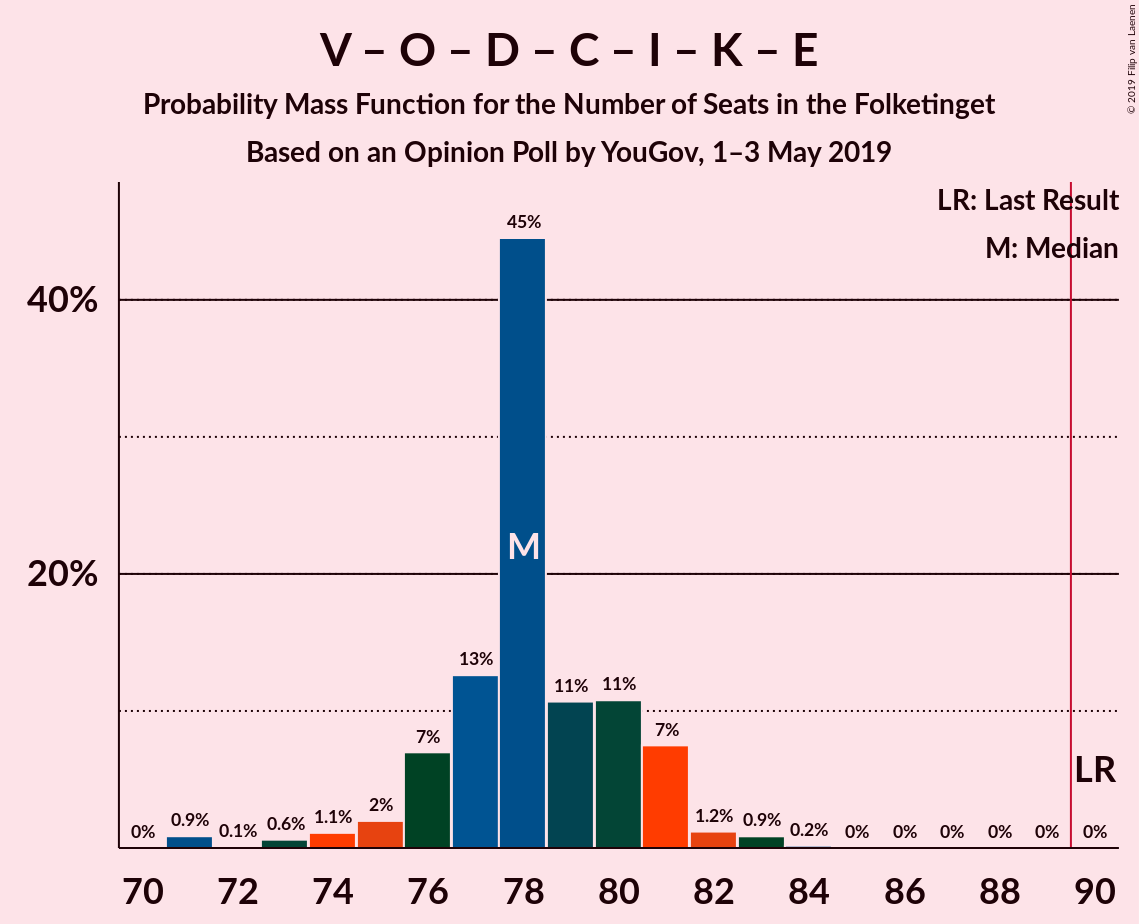 V – O – D – C – I – K – E
Probability Mass Function for the Number of Seats in the Folketinget
Based on an Opinion Poll by YouGov, 1–3 May 2019
© 2019 Filip van Laenen
LR: Last Result
M: Median
40%
20%
0%
0.9%
0.1%
0.6%
1.1%
2%
7%
13%
45%
M
11%
11%
7%
1.2%
0.9%
0.2%
0%
0%
0%
0%
0%
0%
LR
70 72 74 76 78 80 82 84 86 88 90